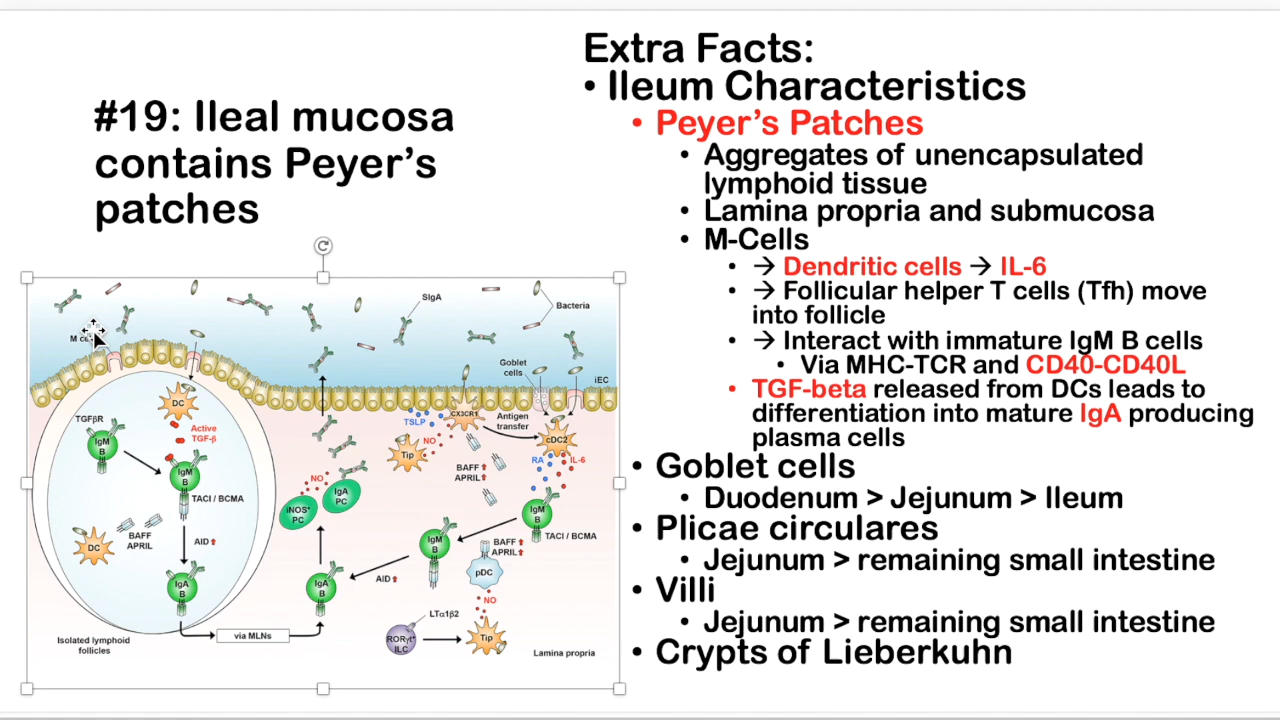 #19: Ileal mucosa
contains Peyer’s
patches
Extra Facts:
• Ileum Characteristics
• Peyer’s Patches
• Aggregates of unencapsulated
lymphoid tissue
• Lamina propria and submucosa
• M-Cells
• → Dendritic cells → IL-6
• → Follicular helper T cells (Tfh) move
into follicle
• → Interact with immature IgM B cells
• Via MHC-TCR and CD40-CD40L
• TGF-beta released from DCs leads to
differentiation into mature IgA producing
plasma cells
• Goblet cells
• Duodenum > Jejunum > Ileum
• Plicae circulares
• Jejunum > remaining small intestine
• Villi
• Jejunum > remaining small intestine
• Crypts of Lieberkuhn
SIgA
Bacteria
M
Goblet
cells
iEC
DC
TGFβR
IgM
B
Active
TGF-β
IgM
B
TACI / BCMA
DC
BAFF
APRIL
AID↑
IgA
B
via MLNs
Isolated lymphoid
follicles
CX3CR1
Antigen
transfer
cDC2
TSLP
NO
Tip
RA
IL-6
BAFF↑
APRIL↑
NO
IgA
PC
iNOS+
PC
IgM
B
TACI / BCMA
IgM
B
BAFF↑
APRIL↑
pDC
AID↑
IgA
B
NO
LTα1β2
RORγt+
ILC
Tip
Lamina propria